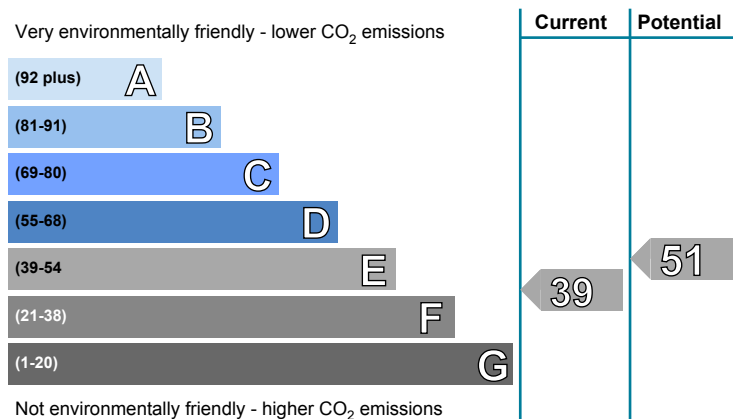 Very environmentally friendly - lower CO2 emissions
Current Potential
(92 plus) A
(81-91) B
(69-80) C
(55-68) D
(39-54 E
(21-38) F
(1-20) G
39
51
Not environmentally friendly - higher CO2 emissions